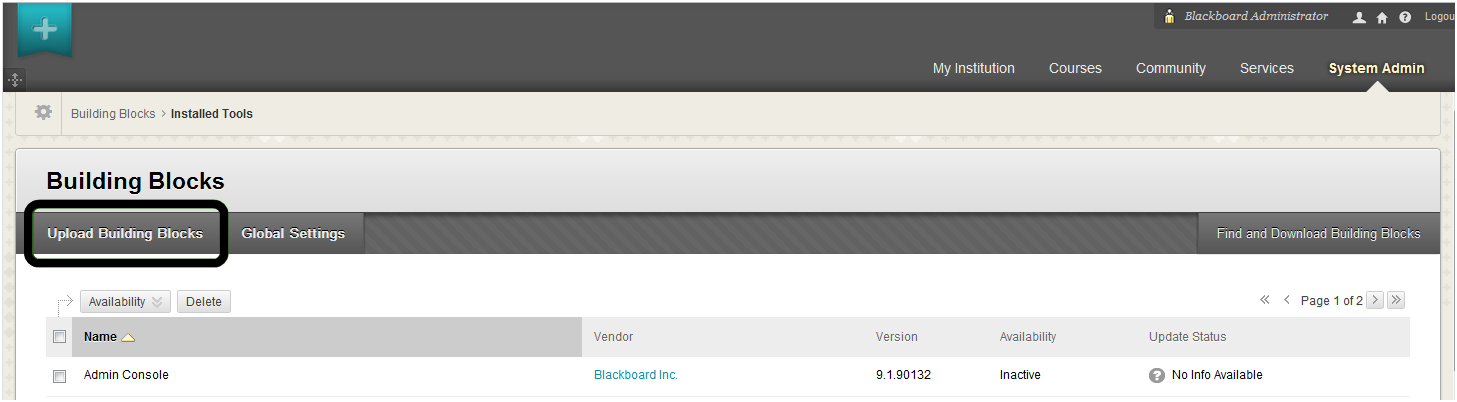 Blackboard Administrator
My Institution Courses Community Services System Admin
Building Blocks > Installed Tools
Building Blocks
Upload Building Blocks Global Settings Find and Download Building Blocks
Availability Delete Page 1 of 2
Name Vendor Version Availability Update Status
Admin Console Blackboard Inc. 9.1.90132 Inactive ? No Info Available